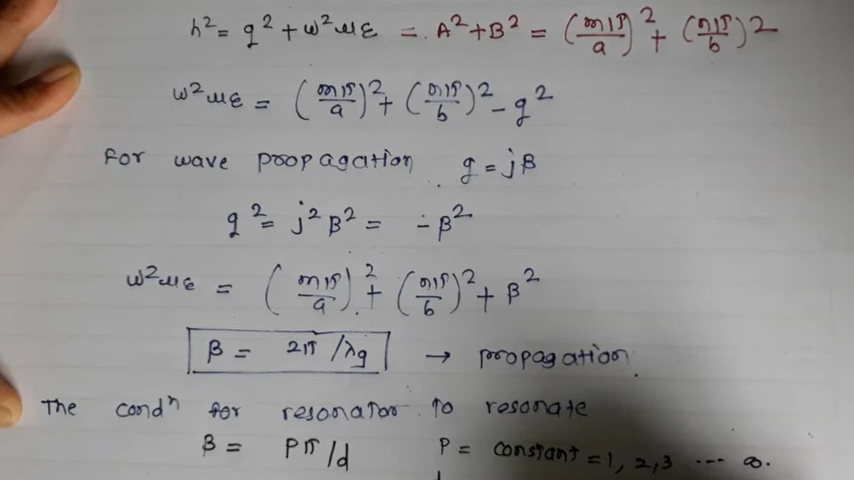 h² = g² + ω²με = A² + B² = (mπ/a)² + (nπ/b)²
ω²με = (mπ/a)² + (nπ/b)² - g²
For wave propagation g = jβ
g² = j²β² = -β²
ω²με = (mπ/a)² + (nπ/b)² + β²
β = 2π/λg → propagation.
The condⁿ for resonator to resonate
β = Pπ/d P = constant = 1, 2, 3 ---- ∞.